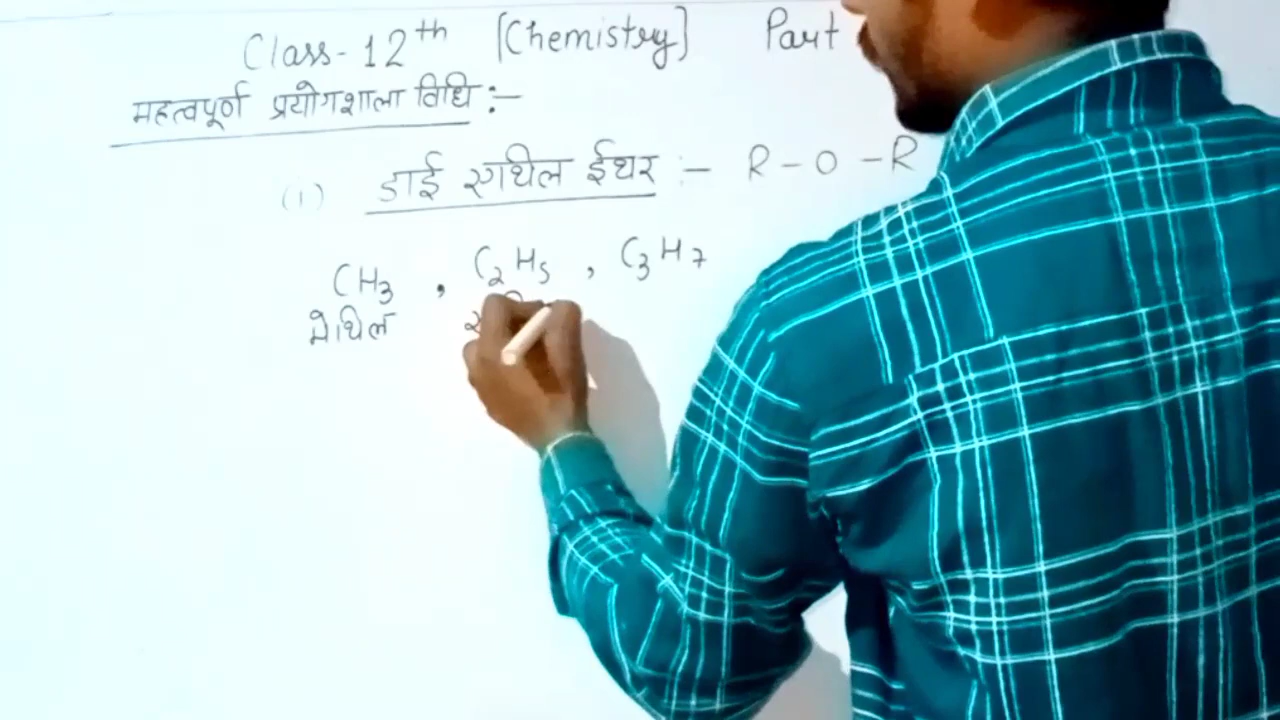 Class-12th [Chemistry] Part
महत्वपूर्ण प्रयोगशाला विधि :-
(1) डाई एथील ईथर :- R-O-R
CH3 , C2H5 , C3H7
मेथिल